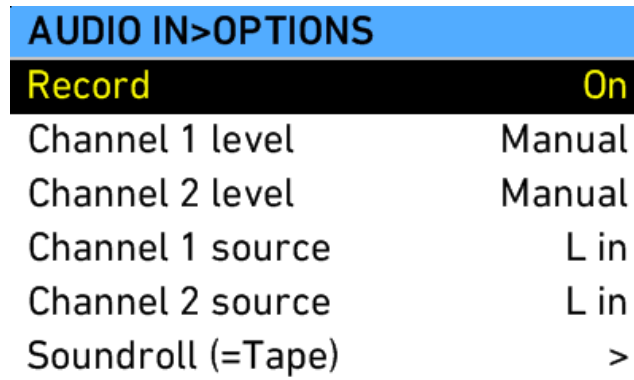 AUDIO IN>OPTIONS
Record On
Channel 1 level Manual
Channel 2 level Manual
Channel 1 source L in
Channel 2 source L in
Soundroll (=Tape) >